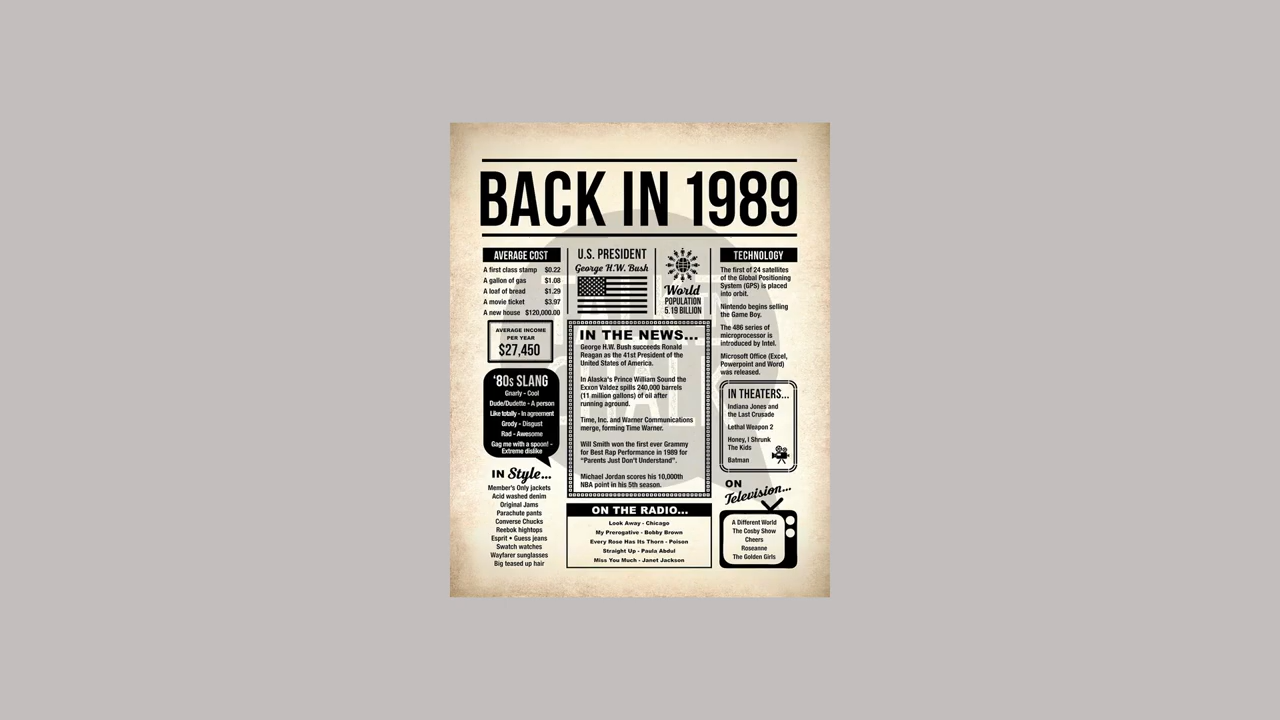 BACK IN 1989
AVERAGE COST
A first class stamp $0.22
A gallon of gas $1.08
A loaf of bread $1.29
A movie ticket $3.97
A new house $120,000.00
AVERAGE INCOME
PER YEAR
$27,450
'80s SLANG
Gnarly - Cool
Dude/Dudette - A person
Like totally - In agreement
Grody - Disgust
Rad - Awesome
Gag me with a spoon! -
Extreme dislike
IN Style...
Member's Only jackets
Acid washed denim
Original Jams
Parachute pants
Converse Chucks
Reebok hightops
Esprit • Guess jeans
Swatch watches
Wayfarer sunglasses
Big teased up hair
U.S. PRESIDENT
George H.W. Bush
World
POPULATION
5.19 BILLION
IN THE NEWS...
George H.W. Bush succeeds Ronald
Reagan as the 41st President of the
United States of America.
In Alaska's Prince William Sound the
Exxon Valdez spills 240,000 barrels
(11 million gallons) of oil after
running aground.
Time, Inc. and Warner Communications
merge, forming Time Warner.
Will Smith won the first ever Grammy
for Best Rap Performance in 1989 for
“Parents Just Don't Understand”.
Michael Jordan scores his 10,000th
NBA point in his 5th season.
ON THE RADIO...
Look Away - Chicago
My Prerogative - Bobby Brown
Every Rose Has Its Thorn - Poison
Straight Up - Paula Abdul
Miss You Much - Janet Jackson
TECHNOLOGY
The first of 24 satellites
of the Global Positioning
System (GPS) is placed
into orbit.
Nintendo begins selling
the Game Boy.
The 486 series of
microprocessor is
introduced by Intel.
Microsoft Office (Excel,
Powerpoint and Word)
was released.
IN THEATERS...
Indiana Jones and
the Last Crusade
Lethal Weapon 2
Honey, I Shrunk
The Kids
Batman
ON
Television...
A Different World
The Cosby Show
Cheers
Roseanne
The Golden Girls